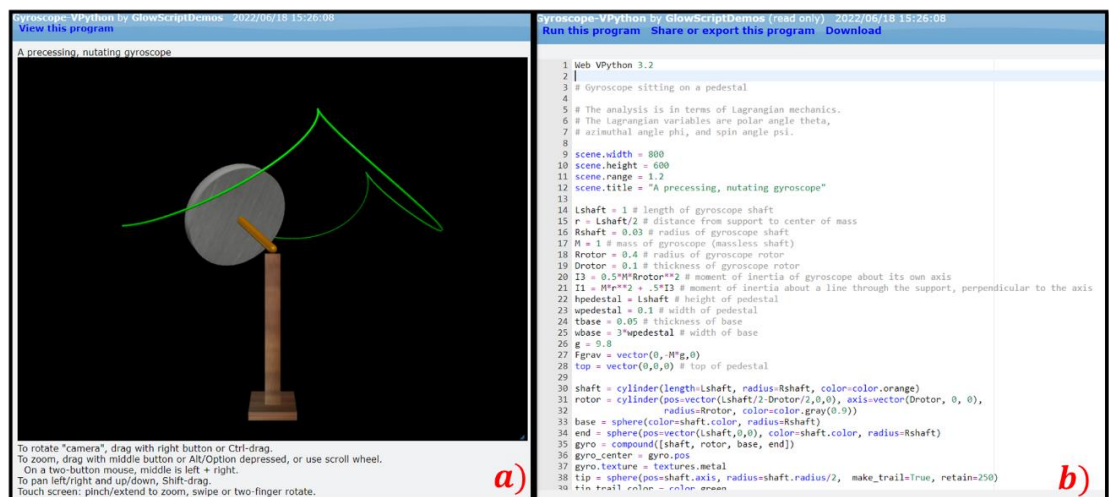 Gyroscope-VPython by GlowScriptDemos 2022/06/18 15:26:08
View this program
A precessing, nutating gyroscope
To rotate "camera", drag with right button or Ctrl-drag.
To zoom, drag with middle button or Alt/Option depressed, or use scroll wheel.
On a two-button mouse, middle is left + right.
To pan left/right and up/down, Shift-drag.
Touch screen: pinch/extend to zoom, swipe or two-finger rotate.
a)
Gyroscope-VPython by GlowScriptDemos (read only) 2022/06/18 15:26:08
Run this program Share or export this program Download
1 Web VPython 3.2
2
3 # Gyroscope sitting on a pedestal
4
5 # The analysis is in terms of Lagrangian mechanics.
6 # The Lagrangian variables are polar angle theta,
7 # azimuthal angle phi, and spin angle psi.
8
9 scene.width = 800
10 scene.height = 600
11 scene.range = 1.2
12 scene.title = "A precessing, nutating gyroscope"
13
14 Lshaft = 1 # length of gyroscope shaft
15 r = Lshaft/2 # distance from support to center of mass
16 Rshaft = 0.03 # radius of gyroscope shaft
17 M = 1 # mass of gyroscope (massless shaft)
18 Rrotor = 0.4 # radius of gyroscope rotor
19 Drotor = 0.1 # thickness of gyroscope rotor
20 I3 = 0.5*M*Rrotor**2 # moment of inertia of gyroscope about its own axis
21 I1 = M*r**2 + .5*I3 # moment of inertia about a line through the support, perpendicular to the axis
22 hpedestal = Lshaft # height of pedestal
23 wpedestal = 0.1 # width of pedestal
24 tbase = 0.05 # thickness of base
25 wbase = 3*wpedestal # width of base
26 g = 9.8
27 Fgrav = vector(0,-M*g,0)
28 top = vector(0,0,0) # top of pedestal
29
30 shaft = cylinder(length=Lshaft, radius=Rshaft, color=color.orange)
31 rotor = cylinder(pos=vector(Lshaft/2-Drotor/2,0,0), axis=vector(Drotor, 0, 0),
32 radius=Rrotor, color=color.gray(0.9))
33 base = sphere(color=shaft.color, radius=Rshaft)
34 end = sphere(pos=vector(Lshaft,0,0), color=shaft.color, radius=Rshaft)
35 gyro = compound([shaft, rotor, base, end])
36 gyro_center = gyro.pos
37 gyro.texture = textures.metal
38 tip = sphere(pos=shaft.axis, radius=shaft.radius/2, make_trail=True, retain=250)
39 tip.trail_color = color.green
b)